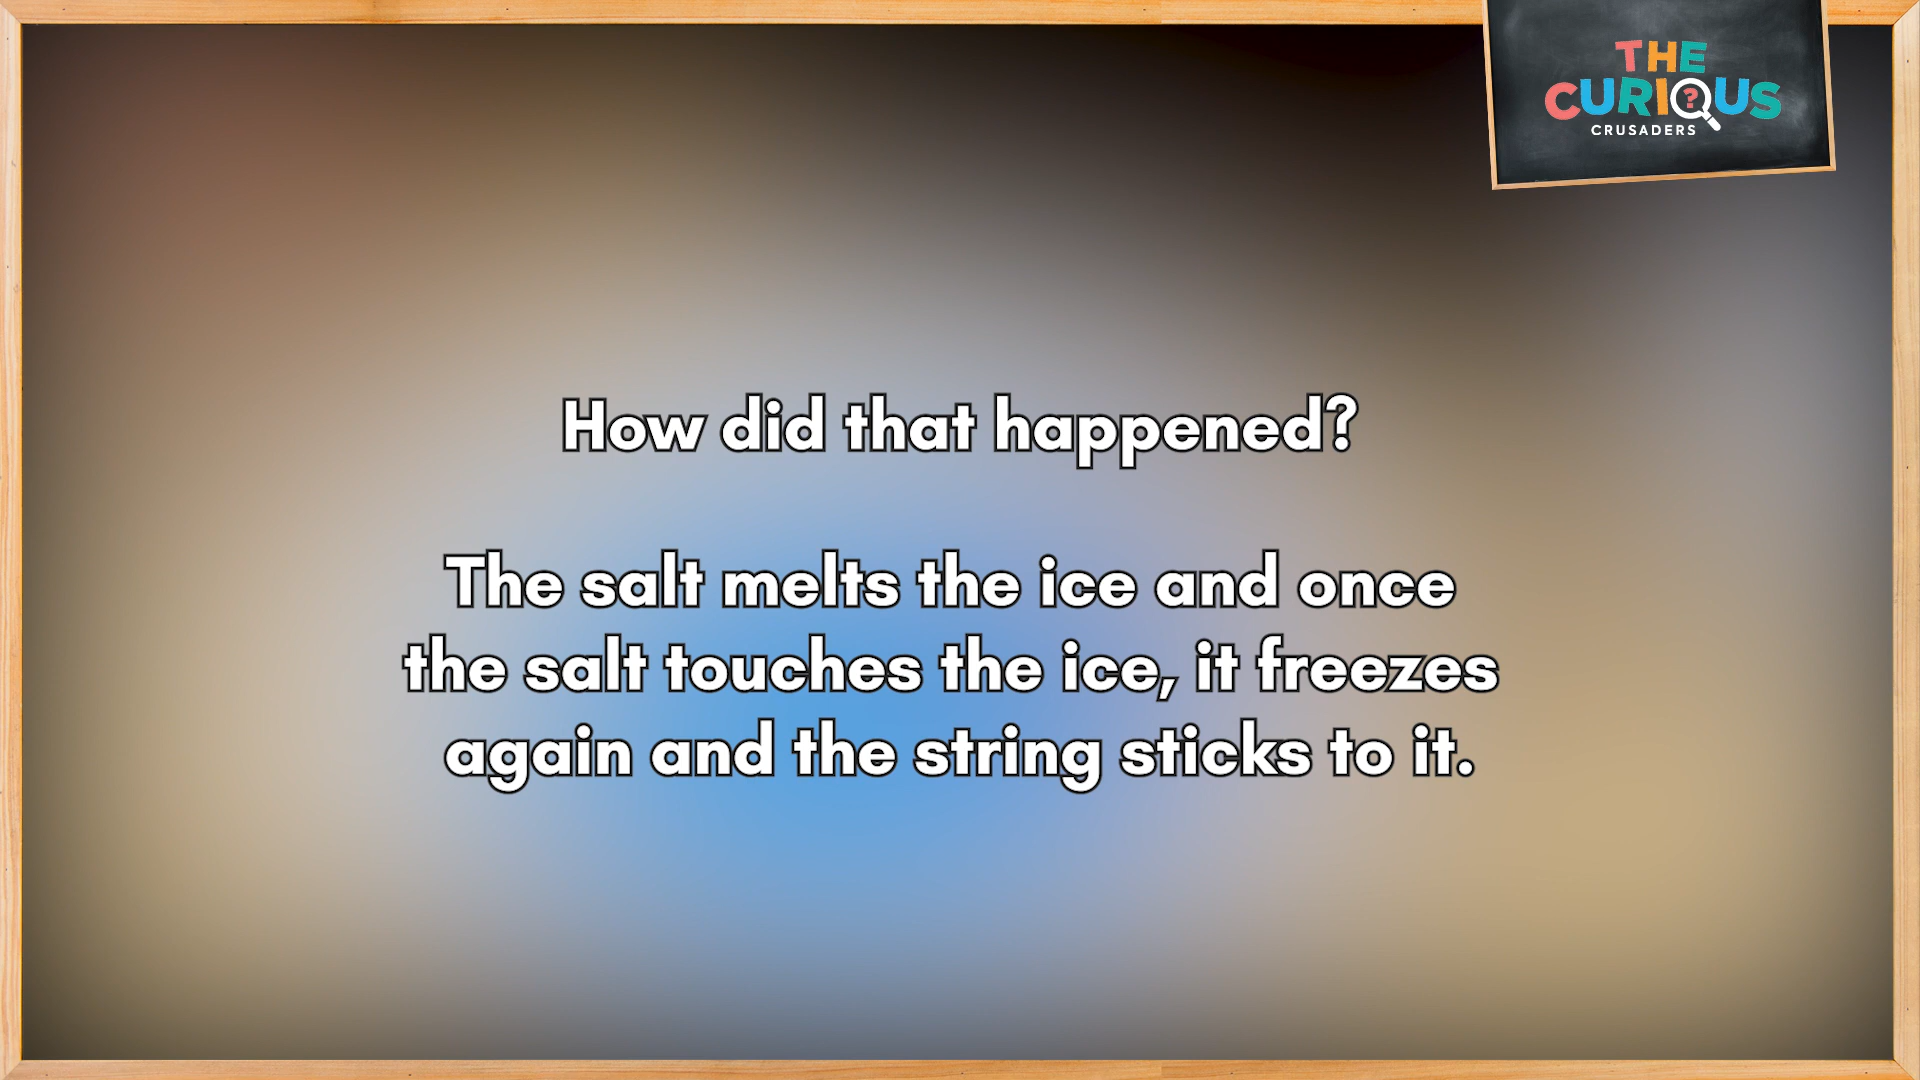 THE
CURIOUS
CRUSADERS
How did that happened?
The salt melts the ice and once
the salt touches the ice, it freezes
again and the string sticks to it.